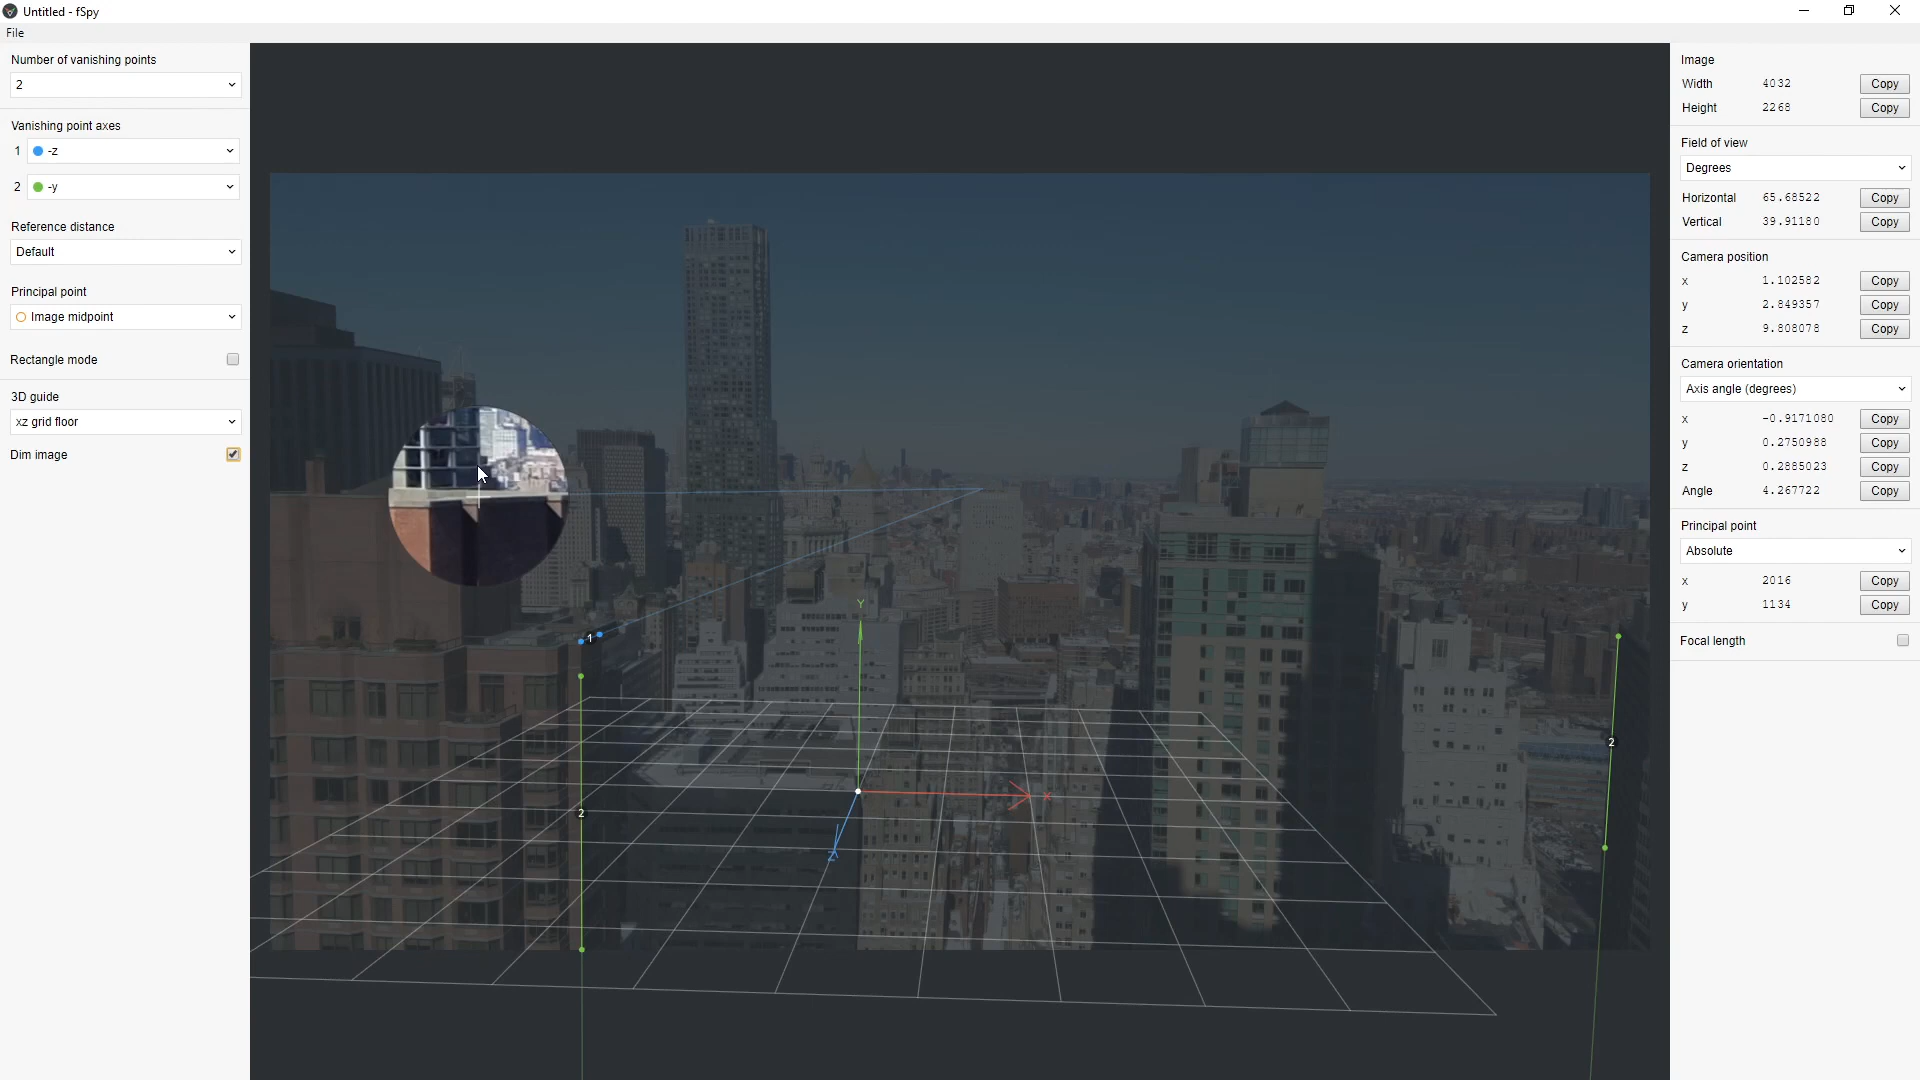 Untitled - fSpy
File
Number of vanishing points
2
Vanishing point axes
1 -z
2 -y
Reference distance
Default
Principal point
Image midpoint
Rectangle mode
3D guide
xz grid floor
Dim image
1
2
2
Y
X
Z
Image
Width 4032 Copy
Height 2268 Copy
Field of view
Degrees
Horizontal 65.68522 Copy
Vertical 39.91180 Copy
Camera position
x 1.102582 Copy
y 2.849357 Copy
z 9.808078 Copy
Camera orientation
Axis angle (degrees)
x -0.9171080 Copy
y 0.2750988 Copy
z 0.2885023 Copy
Angle 4.267722 Copy
Principal point
Absolute
x 2016 Copy
y 1134 Copy
Focal length